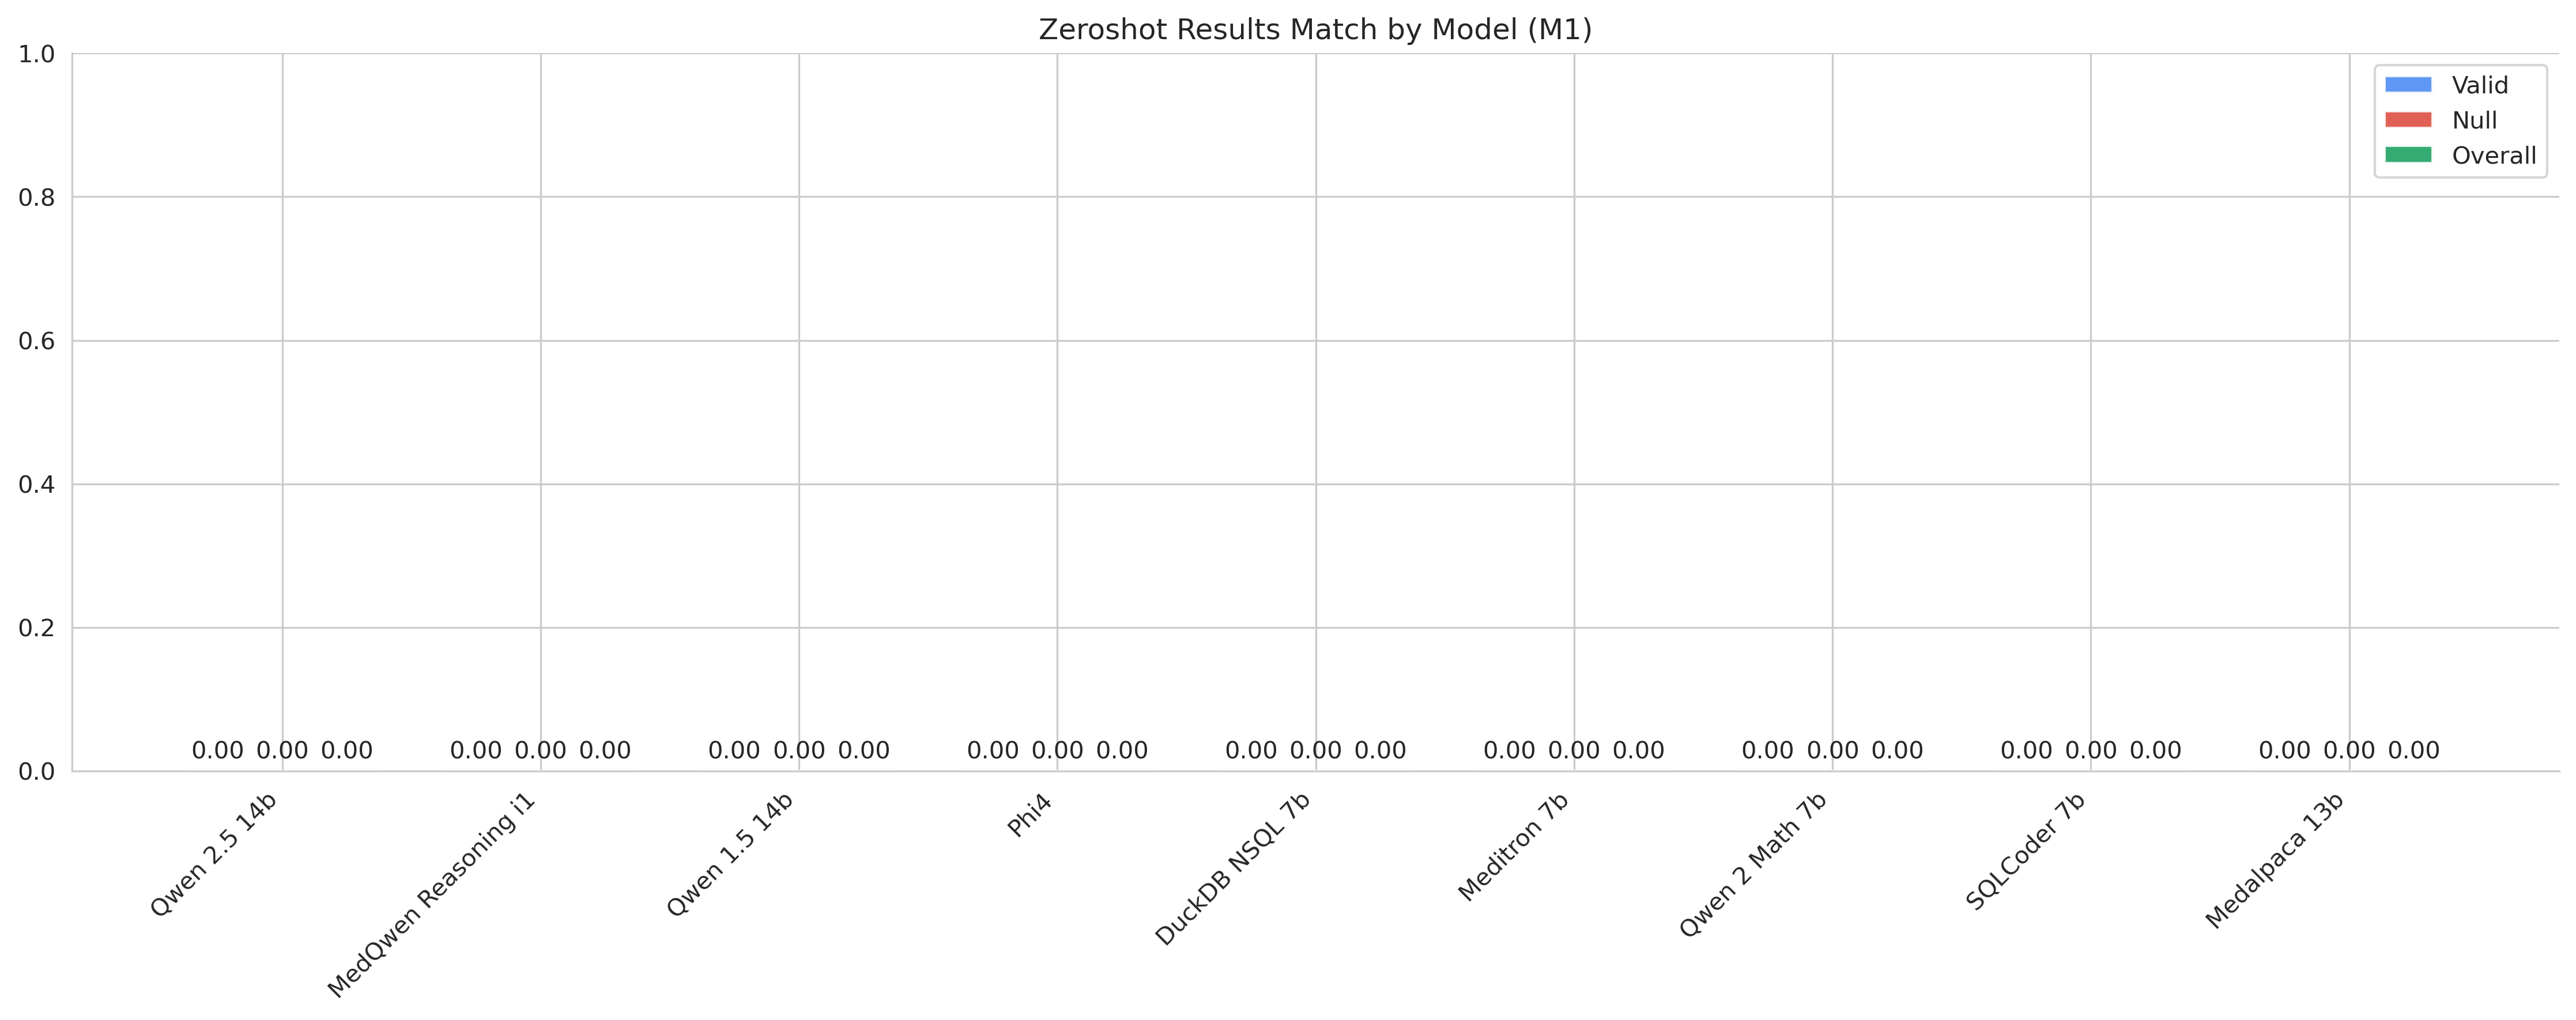 Zeroshot Results Match by Model (M1)
1.0
0.8
0.6
0.4
0.2
0.0
Valid
Null
Overall
0.00 0.00 0.00 0.00 0.00 0.00 0.00 0.00 0.00 0.00 0.00 0.00 0.00 0.00 0.00 0.00 0.00 0.00 0.00 0.00 0.00 0.00 0.00 0.00 0.00 0.00 0.00
Qwen 2.5 14b
MedQwen Reasoning i1
Qwen 1.5 14b
Phi4
DuckDB NSQL 7b
Meditron 7b
Qwen 2 Math 7b
SQLCoder 7b
Medalpaca 13b